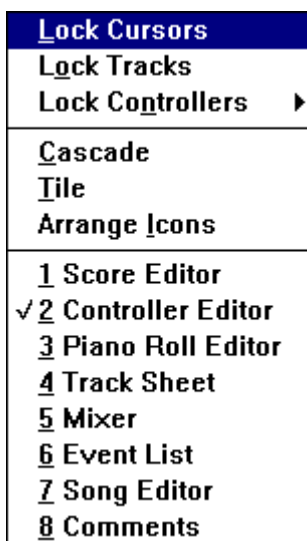 Lock Cursors
Lock Tracks
Lock Controllers
Cascade
Tile
Arrange Icons
1 Score Editor
2 Controller Editor
3 Piano Roll Editor
4 Track Sheet
5 Mixer
6 Event List
7 Song Editor
8 Comments